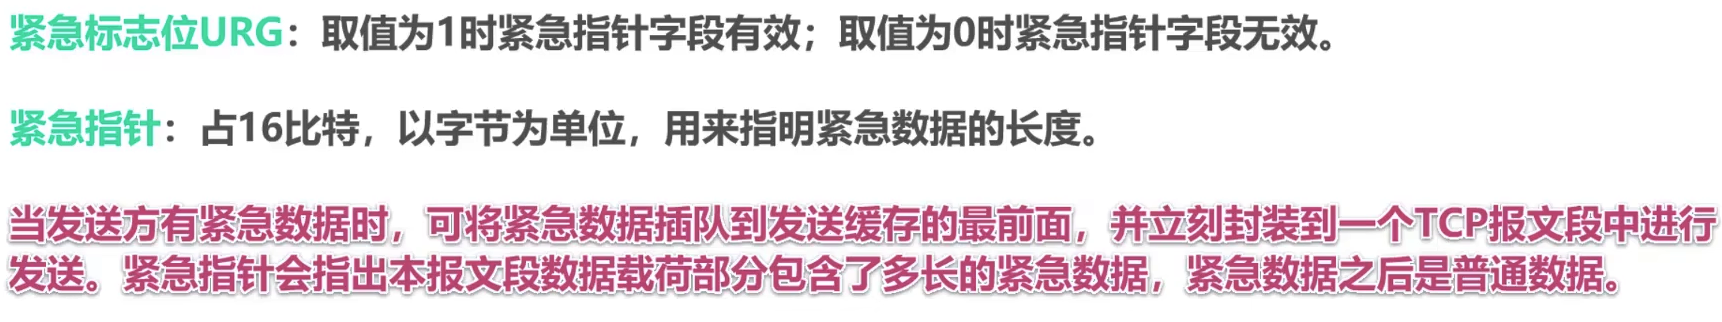 紧急标志位URG：取值为1时紧急指针字段有效；取值为0时紧急指针字段无效。
紧急指针：占16比特，以字节为单位，用来指明紧急数据的长度。
当发送方有紧急数据时，可将紧急数据插队到发送缓存的最前面，并立刻封装到一个TCP报文段中进行
发送。紧急指针会指出本报文段数据载荷部分包含了多长的紧急数据，紧急数据之后是普通数据。